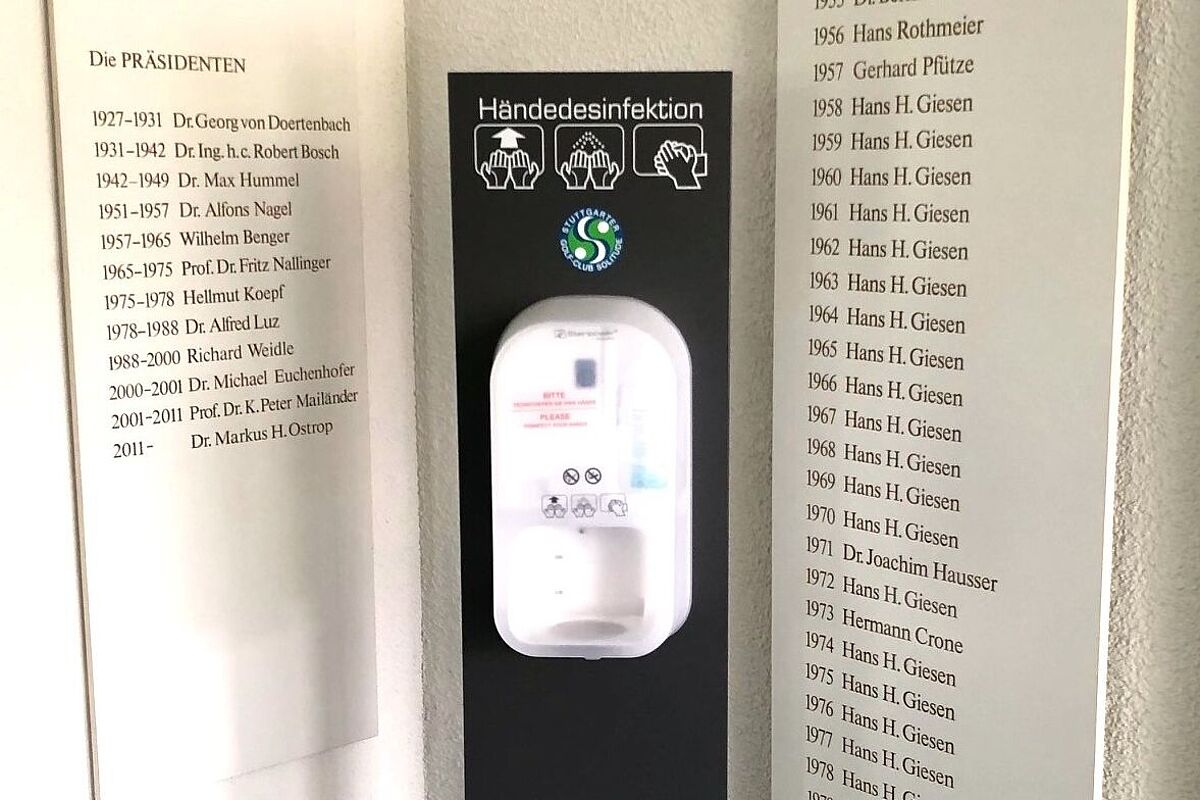 Die PRÄSIDENTEN
1927–1931 Dr. Georg von Doertenbach
1931–1942 Dr. Ing. h. c. Robert Bosch
1942–1949 Dr. Max Hummel
1951–1957 Dr. Alfons Nagel
1957–1965 Wilhelm Benger
1965–1975 Prof. Dr. Fritz Nallinger
1975–1978 Hellmut Koepf
1978–1988 Dr. Alfred Luz
1988–2000 Richard Weidle
2000–2001 Dr. Michael Euchenhofer
2001–2011 Prof. Dr. K. Peter Mailänder
2011– Dr. Markus H. Ostrop
Händedesinfektion
STUTTGARTER
GOLF-CLUB SOLITUDE
BITTE
PLEASE
1955 Dr.
1956 Hans Rothmeier
1957 Gerhard Pfütze
1958 Hans H. Giesen
1959 Hans H. Giesen
1960 Hans H. Giesen
1961 Hans H. Giesen
1962 Hans H. Giesen
1963 Hans H. Giesen
1964 Hans H. Giesen
1965 Hans H. Giesen
1966 Hans H. Giesen
1967 Hans H. Giesen
1968 Hans H. Giesen
1969 Hans H. Giesen
1970 Hans H. Giesen
1971 Dr. Joachim Hausser
1972 Hans H. Giesen
1973 Hermann Crone
1974 Hans H. Giesen
1975 Hans H. Giesen
1976 Hans H. Giesen
1977 Hans H. Giesen
1978 Hans H.